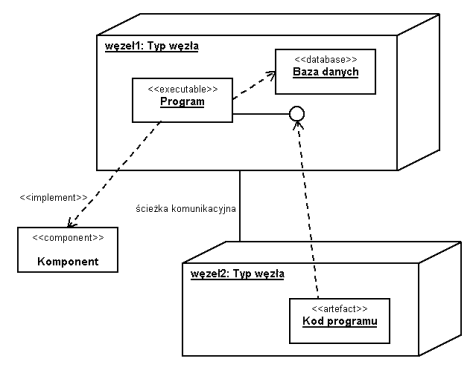 węzeł1: Typ węzła
<<database>>
Baza danych
<<executable>>
Program
<<implement>>
ścieżka komunikacyjna
<<component>>
Komponent
węzeł2: Typ węzła
<<artefact>>
Kod programu